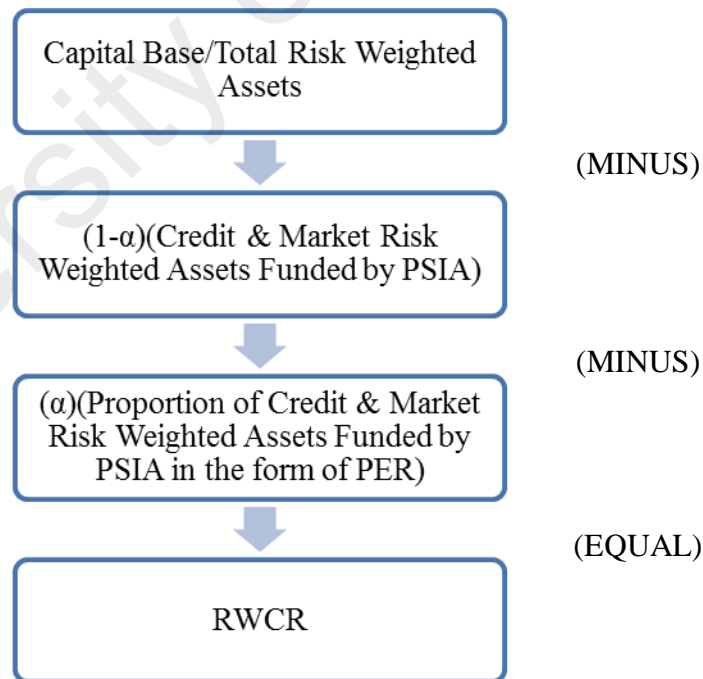 Capital Base/Total Risk Weighted
Assets
(MINUS)
(1-α)(Credit & Market Risk
Weighted Assets Funded by PSIA)
(MINUS)
(α)(Proportion of Credit & Market
Risk Weighted Assets Funded by
PSIA in the form of PER)
(EQUAL)
RWCR